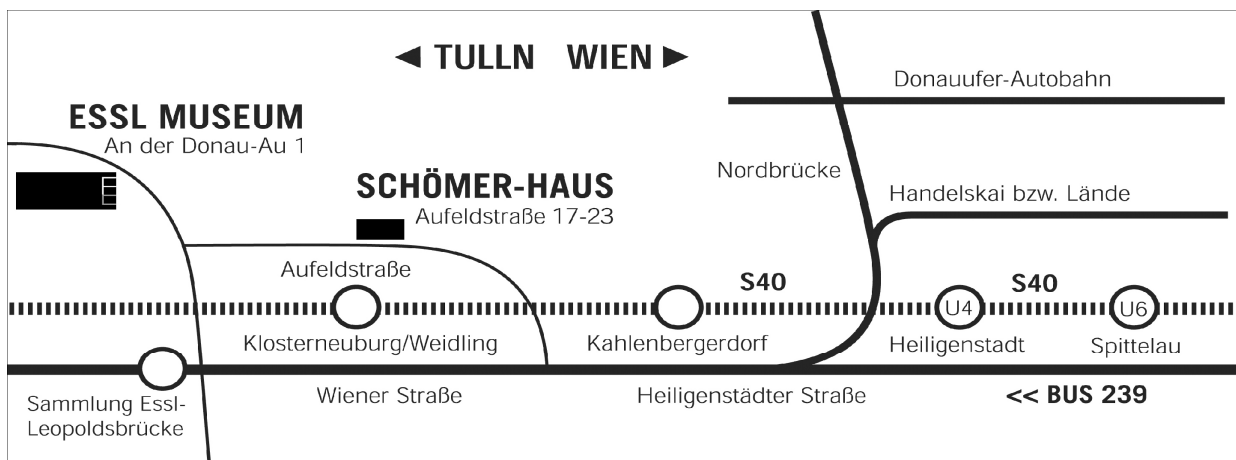 ◄ TULLN WIEN ►
Donauufer-Autobahn
ESSL MUSEUM
An der Donau-Au 1
Nordbrücke
SCHÖMER-HAUS
Aufeldstraße 17-23
Handelskai bzw. Lände
Aufeldstraße
S40
S40
U4
U6
Klosterneuburg/Weidling
Kahlenbergerdorf
Heiligenstadt
Spittelau
Wiener Straße
Heiligenstädter Straße
<< BUS 239
Sammlung Essl-
Leopoldsbrücke